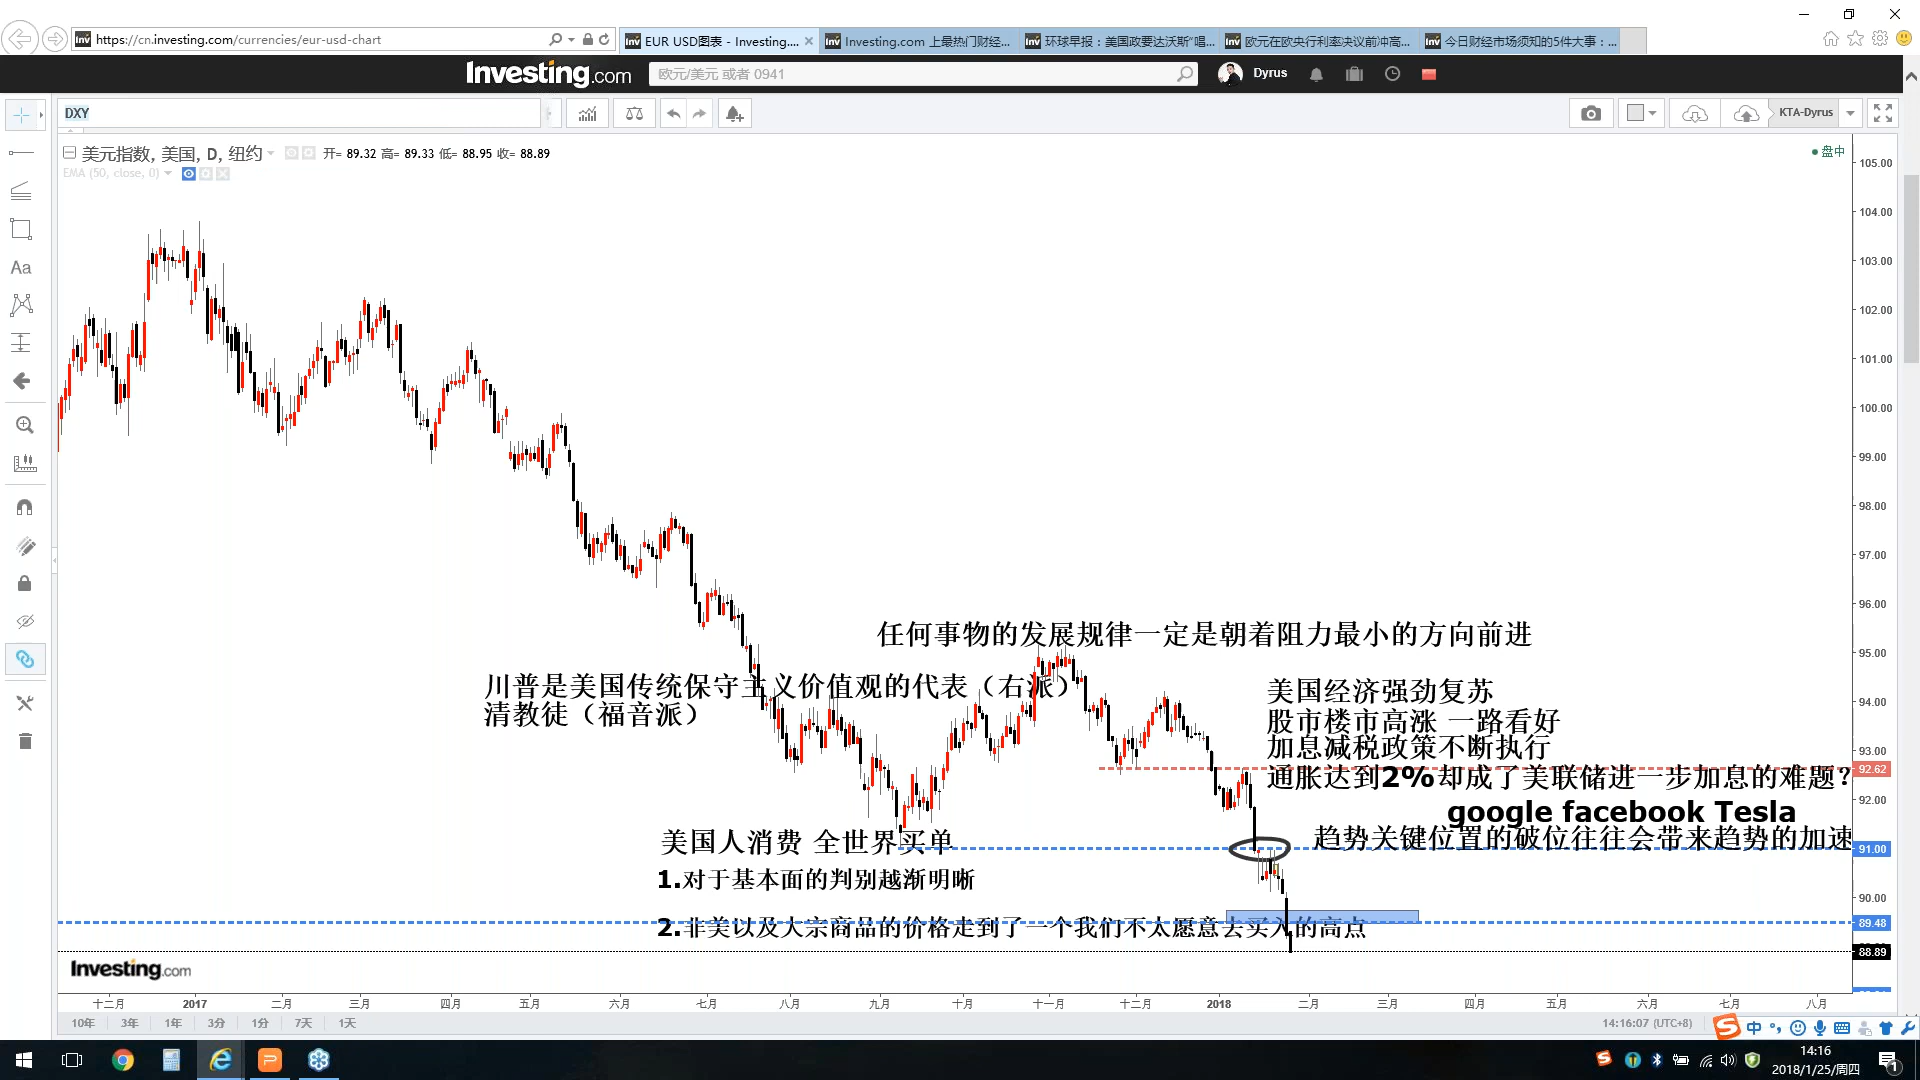 https://cn.investing.com/currencies/eur-usd-chart
EUR USD图表 - Investing....
Investing.com 上最热门财经...
环球早报：美国政要达沃斯“唱...
欧元在欧央行利率决议前冲高...
今日财经市场须知的5件大事：...
Investing.com
欧元/美元 或者 0941
Dyrus
DXY
KTA-Dyrus
美元指数, 美国, D, 纽约
开= 89.32 高= 89.33 低= 88.95 收= 88.89
盘中
EMA (50, close, 0)
Aa
105.00
104.00
103.00
102.00
101.00
100.00
99.00
98.00
97.00
96.00
95.00
94.00
93.00
92.62
92.00
91.00
90.00
89.48
88.89
任何事物的发展规律一定是朝着阻力最小的方向前进
川普是美国传统保守主义价值观的代表（右派）
清教徒（福音派）
美国经济强劲复苏
股市楼市高涨 一路看好
加息减税政策不断执行
通胀达到2%却成了美联储进一步加息的难题？
google facebook Tesla
趋势关键位置的破位往往会带来趋势的加速
美国人消费 全世界买单
1.对于基本面的判别越渐明晰
2.非美以及大宗商品的价格走到了一个我们不太愿意去买入的高点
Investing.com
十二月 2017 二月 三月 四月 五月 六月 七月 八月 九月 十月 十一月 十二月 2018 二月 三月 四月 五月 六月 七月 八月
10年 3年 1年 3分 1分 7天 1天
14:16:07 (UTC+8)
中
14:16
2018/1/25/周四